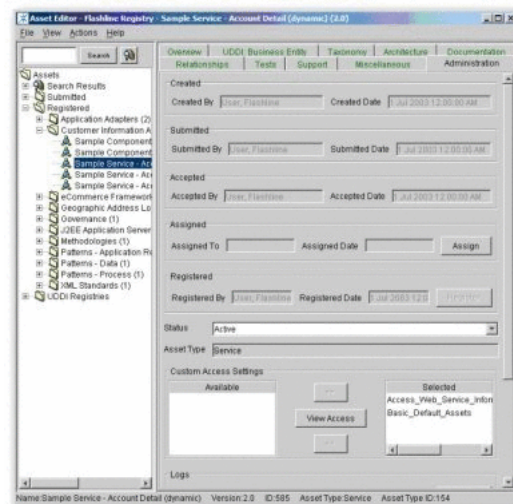 Asset Editor - Flashline Registry - Sample Service - Account Detail (dynamic) (2.0)
File View Actions Help
Search
Assets
Search Results
Submitted
Registered
Application Adapters (2)
Customer Information A
Sample Component
Sample Component
Sample Service - Acc
Sample Service - Acc
Sample Service - Acc
eCommerce Framework
Geographic Address Lo
Governance (1)
J2EE Application Server
Methodologies (1)
Patterns - Application Re
Patterns - Data (1)
Patterns - Process (1)
XML Standards (1)
UDDI Registries
Overview UDDI: Business Entity Taxonomy Architecture Documentation
Relationships Tests Support Miscellaneous Administration
Created
Created By User, Flashline Created Date 1 Jul 2003 12:00:00 AM
Submitted
Submitted By User, Flashline Submitted Date 1 Jul 2003 12:00:00 AM
Accepted
Accepted By User, Flashline Accepted Date 1 Jul 2003 12:00:00 AM
Assigned
Assigned To Assigned Date Assign
Registered
Registered By User, Flashline Registered Date 1 Jul 2003 12:0
Status Active
Asset Type Service
Custom Access Settings
Available Selected
Access_Web_Service_Infor
View Access
Basic_Default_Assets
Logs
Name:Sample Service - Account Detail (dynamic) Version:2.0 ID:585 Asset Type:Service Asset Type ID:154